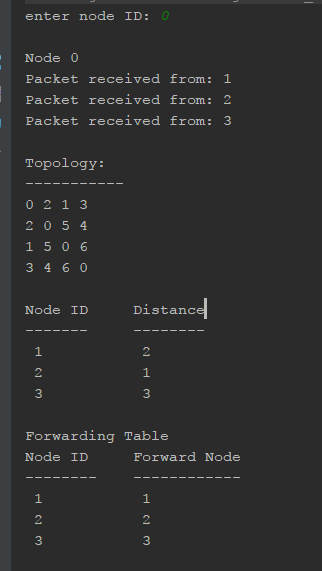 enter node ID: 0
Node 0
Packet received from: 1
Packet received from: 2
Packet received from: 3
Topology:
-----------
0 2 1 3
2 0 5 4
1 5 0 6
3 4 6 0
Node ID     Distance
-------     --------
1           2
2           1
3           3
Forwarding Table
Node ID     Forward Node
--------    ------------
1           1
2           2
3           3